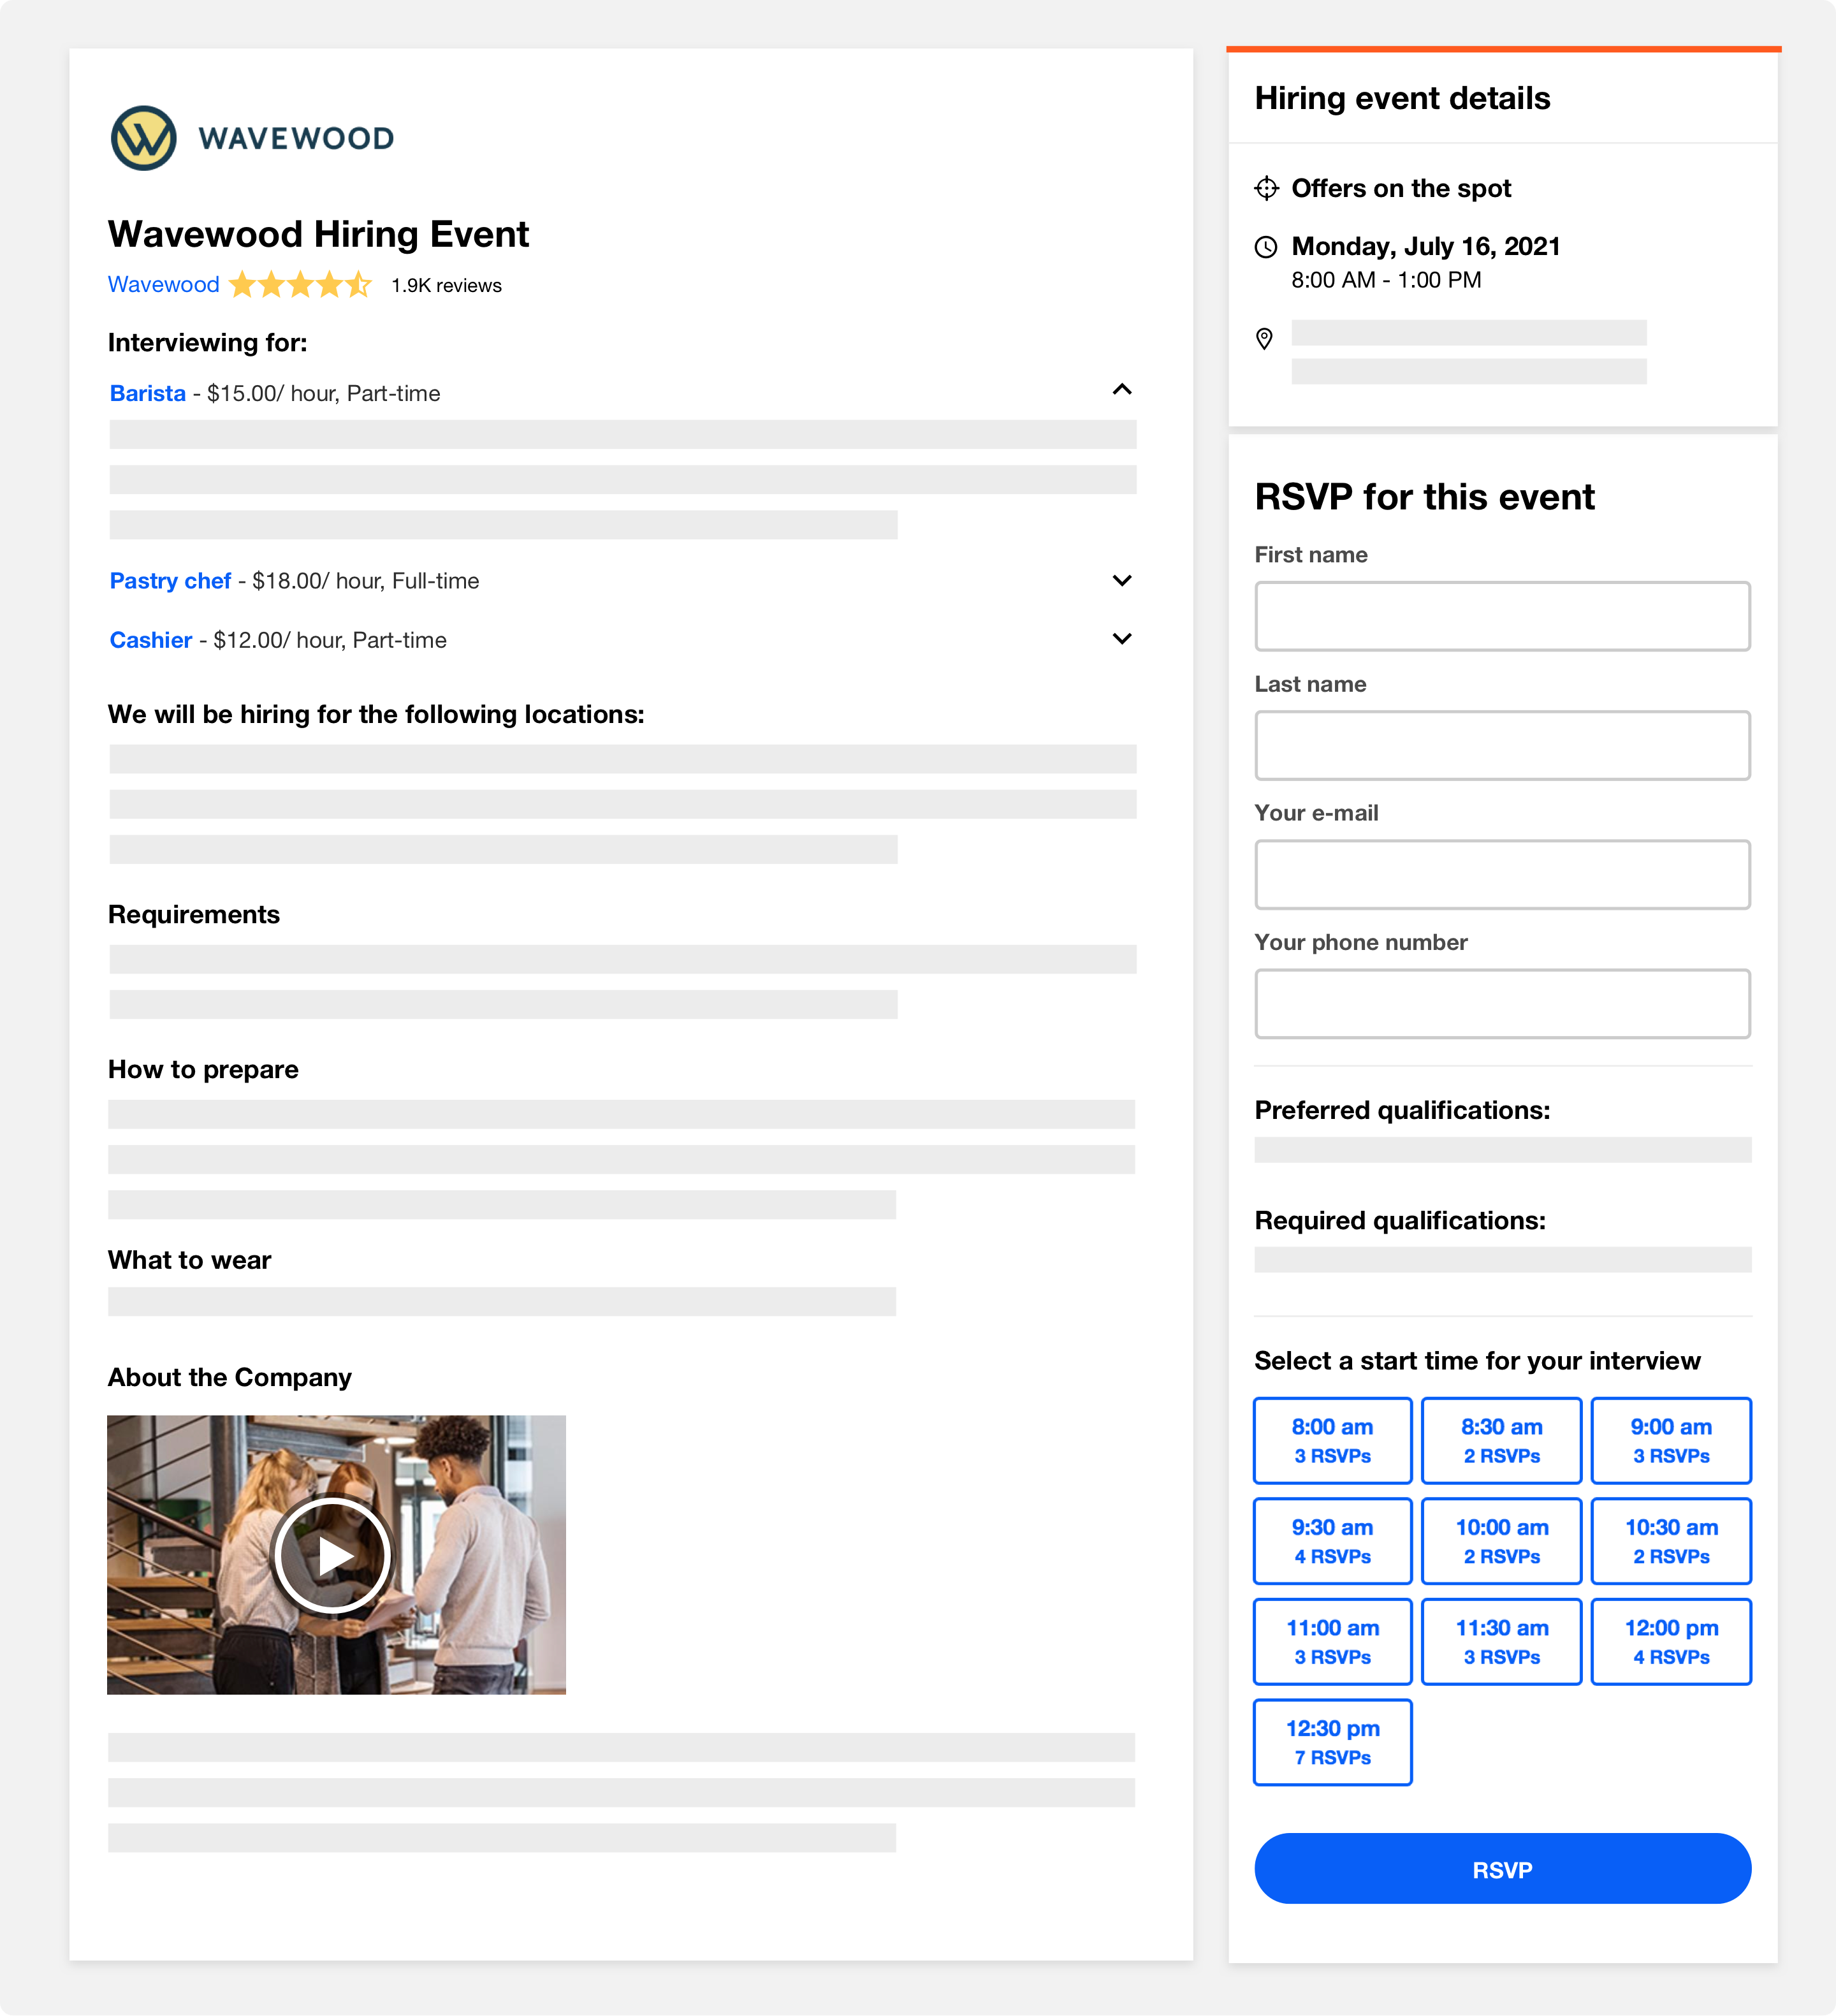 WAVEWOOD
Wavewood Hiring Event
Wavewood 1.9K reviews
Interviewing for:
Barista - $15.00/ hour, Part-time
Pastry chef - $18.00/ hour, Full-time
Cashier - $12.00/ hour, Part-time
We will be hiring for the following locations:
Requirements
How to prepare
What to wear
About the Company
Hiring event details
Offers on the spot
Monday, July 16, 2021
8:00 AM - 1:00 PM
RSVP for this event
First name
Last name
Your e-mail
Your phone number
Preferred qualifications:
Required qualifications:
Select a start time for your interview
8:00 am
3 RSVPs
8:30 am
2 RSVPs
9:00 am
3 RSVPs
9:30 am
4 RSVPs
10:00 am
2 RSVPs
10:30 am
2 RSVPs
11:00 am
3 RSVPs
11:30 am
3 RSVPs
12:00 pm
4 RSVPs
12:30 pm
7 RSVPs
RSVP